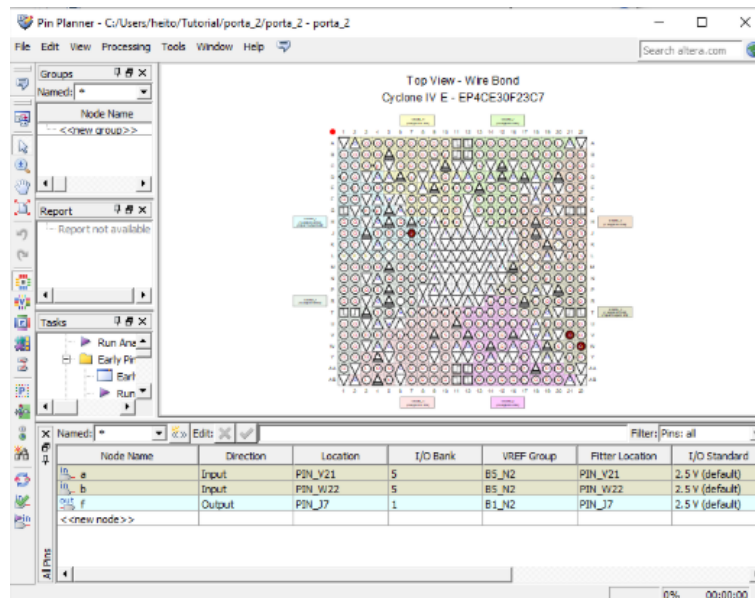 Pin Planner - C:/Users/heito/Tutorial/porta_2/porta_2 - porta_2
File Edit View Processing Tools Window Help
Search altera.com
Groups
Named: *
Node Name
<<new group>>
Report
Report not available
Tasks
Run Ana
Early Pin
Earl
Run
Top View - Wire Bond
Cyclone IV E - EP4CE30F23C7
Named: * Edit: Filter: Pins: all
Node Name Direction Location I/O Bank VREF Group Fitter Location I/O Standard
in a Input PIN_V21 5 B5_N2 PIN_V21 2.5 V (default)
in b Input PIN_W22 5 B5_N2 PIN_W22 2.5 V (default)
out f Output PIN_J7 1 B1_N2 PIN_J7 2.5 V (default)
<<new node>>
All Pins
0% 00:00:00